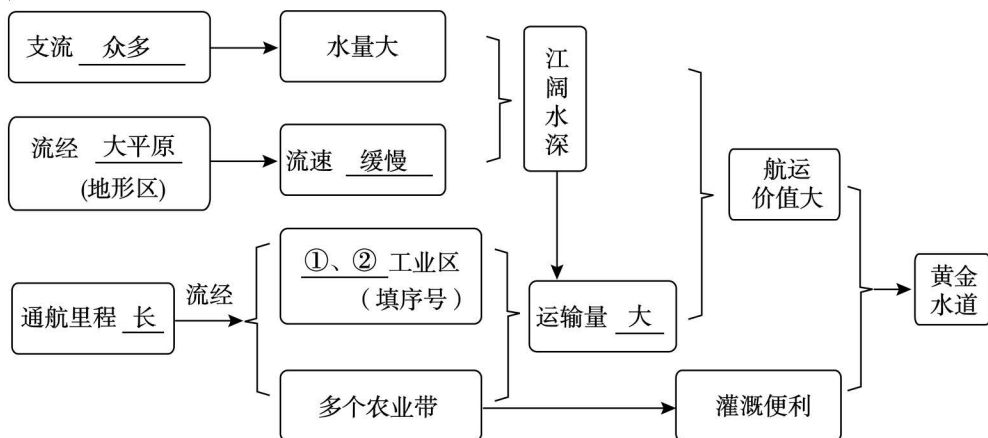 支流 众多
水量大
江阔水深
流经 大平原
(地形区)
流速 缓慢
航运
价值大
①、②工业区
(填序号)
流经
通航里程 长
运输量 大
黄金
水道
多个农业带
灌溉便利